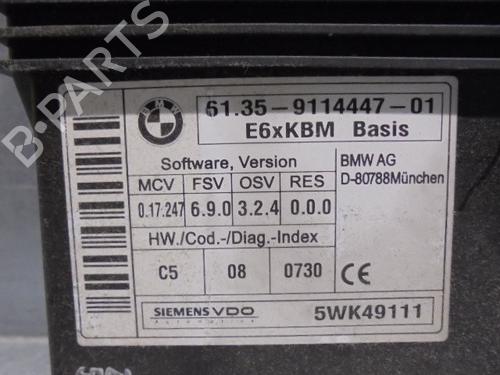 BMW
61.35-9114447-01
E6xKBM Basis
Software, Version
MCV FSV OSV RES
0.17.247 6.9.0 3.2.4 0.0.0
HW./Cod.-/Diag.-Index
C5 08 0730
BMW AG
D-80788München
CE
SIEMENS VDO
Automotive
5WK49111
B-PARTS